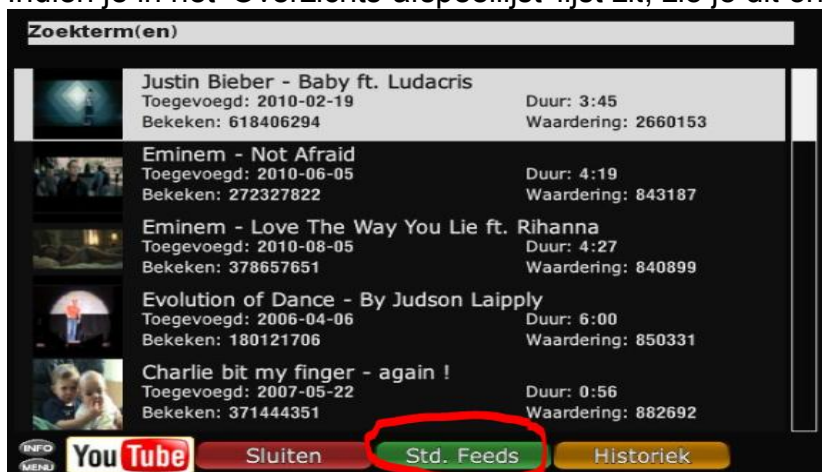 Zoekterm(en)
Justin Bieber - Baby ft. Ludacris
Toegevoegd: 2010-02-19 Duur: 3:45
Bekeken: 618406294 Waardering: 2660153
Eminem - Not Afraid
Toegevoegd: 2010-06-05 Duur: 4:19
Bekeken: 272327822 Waardering: 843187
Eminem - Love The Way You Lie ft. Rihanna
Toegevoegd: 2010-08-05 Duur: 4:27
Bekeken: 378657651 Waardering: 840899
Evolution of Dance - By Judson Laipply
Toegevoegd: 2006-04-06 Duur: 6:00
Bekeken: 180121706 Waardering: 850331
Charlie bit my finger - again !
Toegevoegd: 2007-05-22 Duur: 0:56
Bekeken: 371444351 Waardering: 882692
INFO
MENU YouTube Sluiten Std. Feeds Historiek